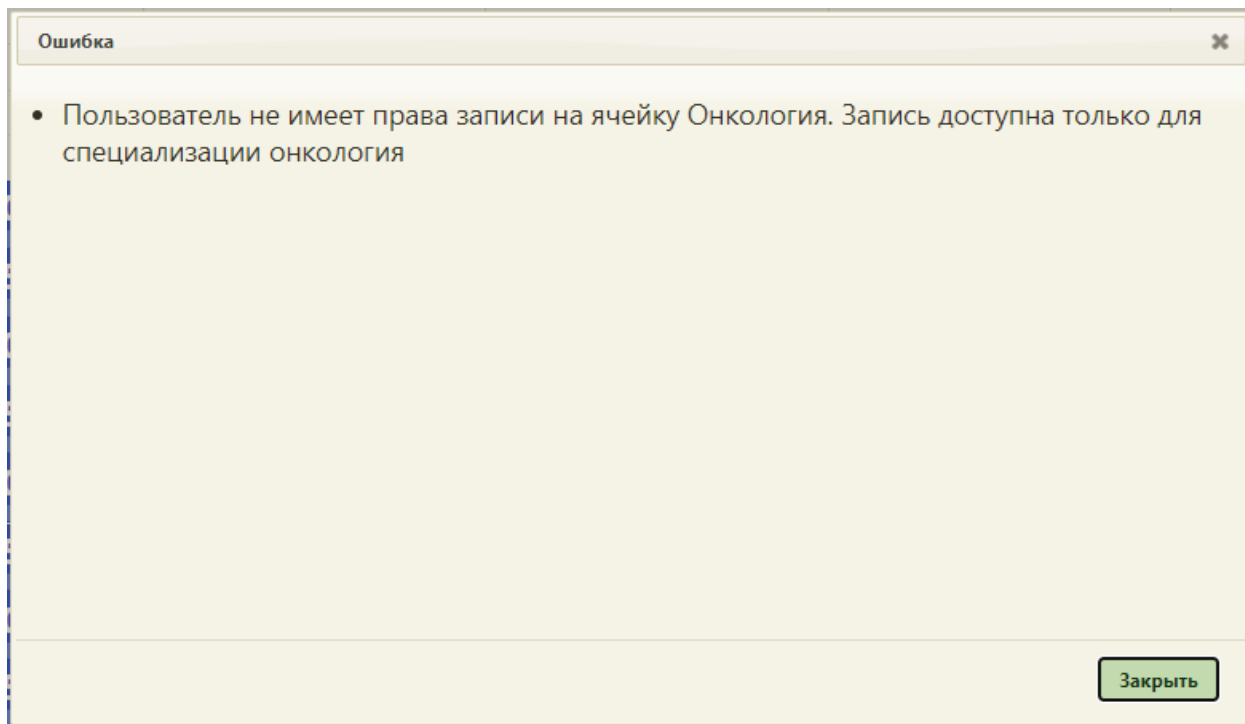 Ошибка
Пользователь не имеет права записи на ячейку Онкология. Запись доступна только для
специализации онкология
Закрыть